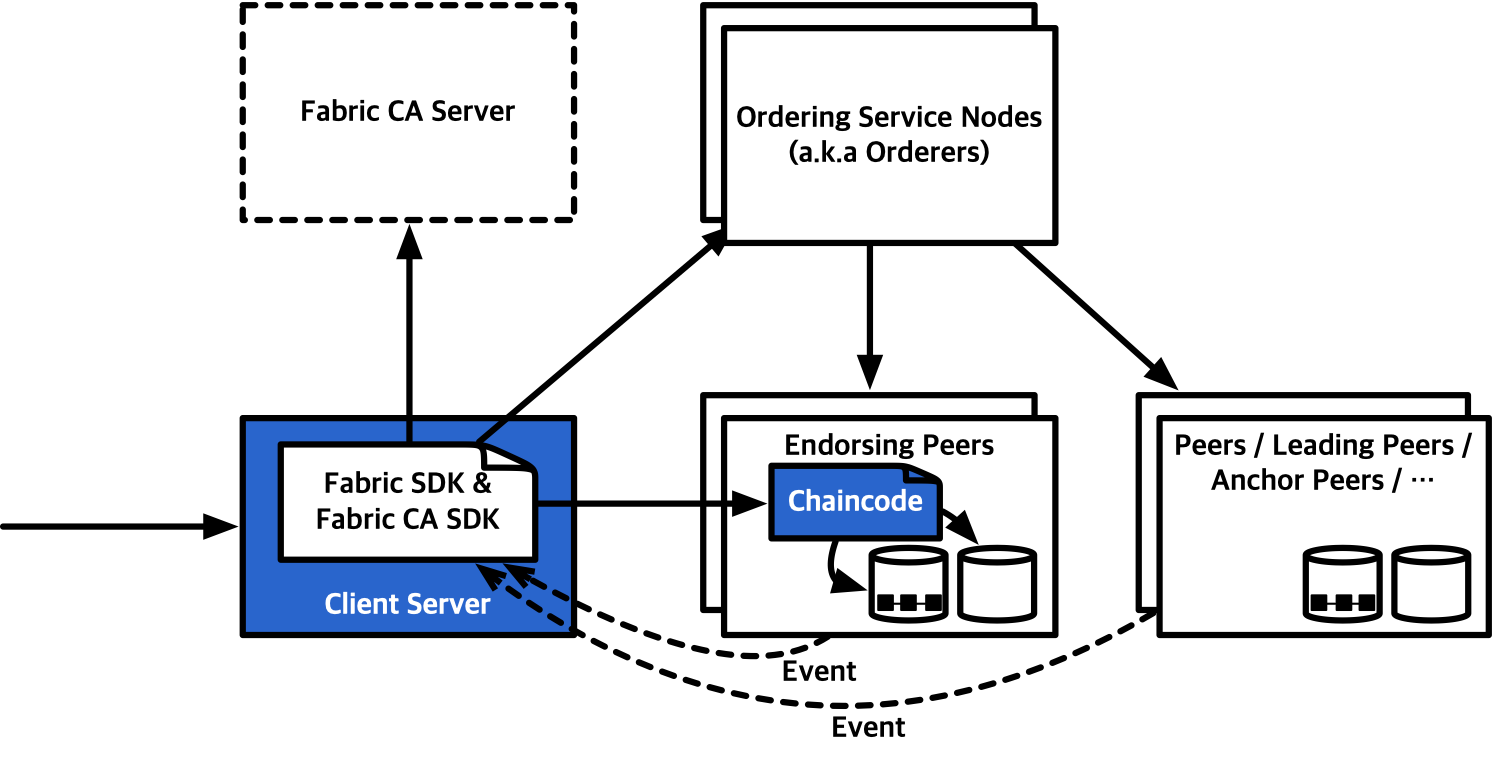 Fabric CA Server
Ordering Service Nodes
(a.k.a Orderers)
Fabric SDK &
Fabric CA SDK
Client Server
Endorsing Peers
Chaincode
Peers / Leading Peers /
Anchor Peers / ···
Event
Event